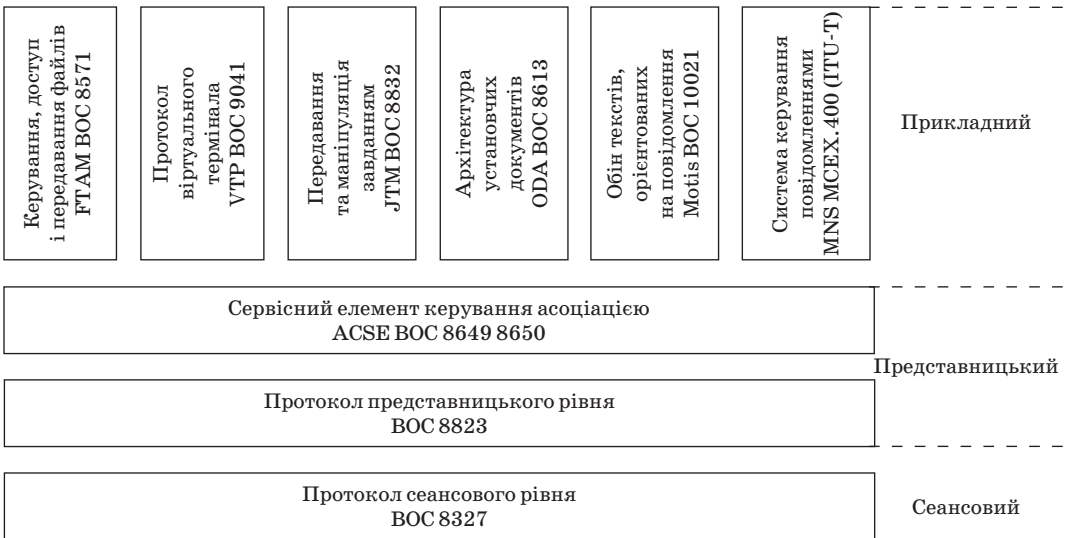 Керування, доступ
і передавання файлів
FTAM ВОС 8571
Протокол
віртуального
термінала
VTP ВОС 9041
Передавання
та маніпуляція
завданням
JTM ВОС 8832
Архітектура
установчих
документів
ODA ВОС 8613
Обін текстів,
орієнтованих
на повідомлення
Motis ВОС 10021
Система керування
повідомленнями
MNS MCEX.400 (ITU-T)
Прикладний
Сервісний елемент керування асоціацією
ACSE ВОС 8649 8650
Представницький
Протокол представницького рівня
ВОС 8823
Протокол сеансового рівня
ВОС 8327
Сеансовий